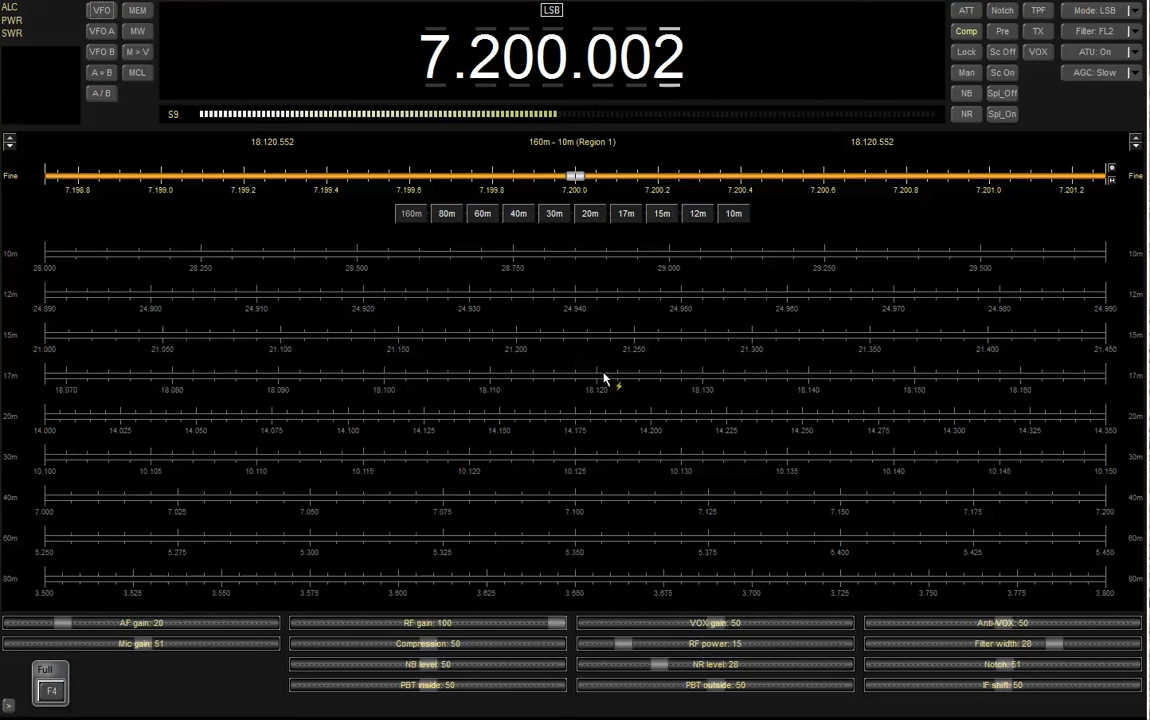 ALC
PWR
SWR
VFO MEM
VFO A MW
VFO B M > V
A = B MCL
A / B
LSB
7.200.002
S9
ATT Notch TPF Mode: LSB
Comp Pre TX Filter: FL2
Lock Sc Off VOX ATU: On
Man Sc On AGC: Slow
NB Spl_Off
NR Spl_On
18.120.552 160m - 10m (Region 1) 18.120.552
Fine Fine
7.198.8 7.199.0 7.199.2 7.199.4 7.199.6 7.199.8 7.200.0 7.200.2 7.200.4 7.200.6 7.200.8 7.201.0 7.201.2
160m 80m 60m 40m 30m 20m 17m 15m 12m 10m
10m 10m
28.000 28.250 28.500 28.750 29.000 29.250 29.500
12m 12m
24.890 24.900 24.910 24.920 24.930 24.940 24.950 24.960 24.970 24.980 24.990
15m 15m
21.000 21.050 21.100 21.150 21.200 21.250 21.300 21.350 21.400 21.450
17m 17m
18.070 18.080 18.090 18.100 18.110 18.120 18.130 18.140 18.150 18.160
20m 20m
14.000 14.025 14.050 14.075 14.100 14.125 14.150 14.175 14.200 14.225 14.250 14.275 14.300 14.325 14.350
30m 30m
10.100 10.105 10.110 10.115 10.120 10.125 10.130 10.135 10.140 10.145 10.150
40m 40m
7.000 7.025 7.050 7.075 7.100 7.125 7.150 7.175 7.200
60m 60m
5.250 5.275 5.300 5.325 5.350 5.375 5.400 5.425 5.450
80m 80m
3.500 3.525 3.550 3.575 3.600 3.625 3.650 3.675 3.700 3.725 3.750 3.775 3.800
AF gain: 20 RF gain: 100 VOX gain: 50 Anti-VOX: 50
Mic gain: 51 Compression: 50 RF power: 15 Filter width: 28
NB level: 50 NR level: 28 Notch: 51
PBT inside: 50 PBT outside: 50 IF shift: 50
Full
F4
>